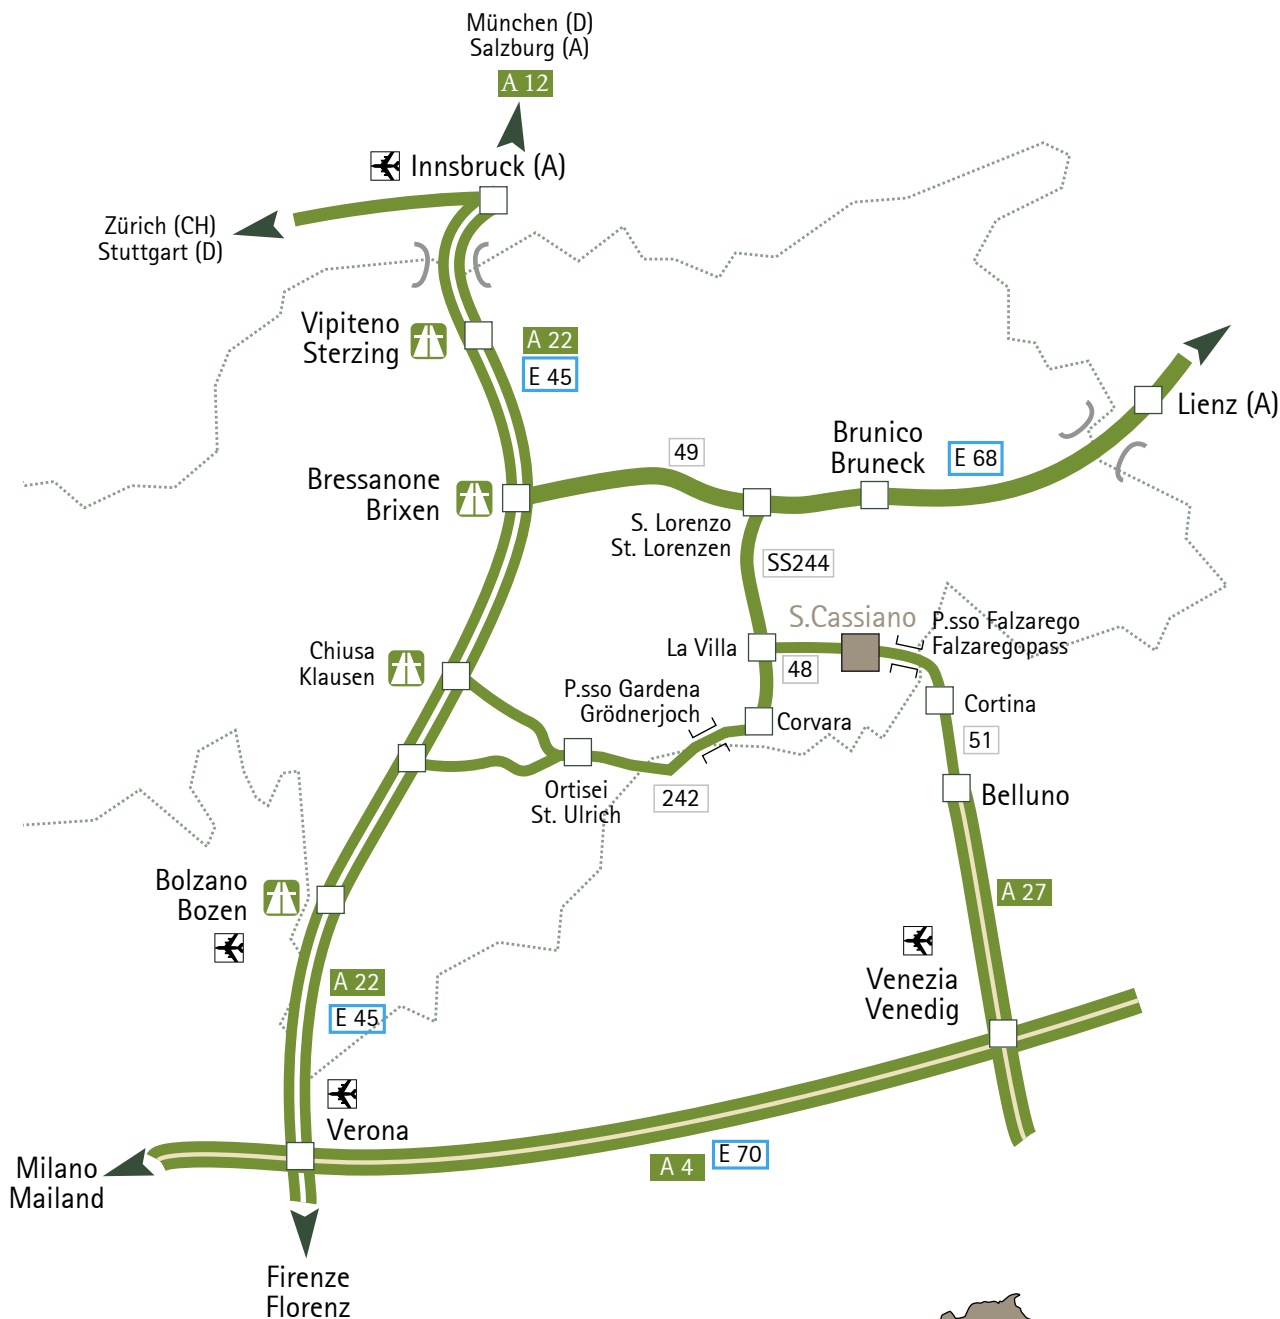 München (D)
Salzburg (A)
A 12
Innsbruck (A)
Zürich (CH)
Stuttgart (D)
Vipiteno
Sterzing
A 22
E 45
Lienz (A)
Brunico
Bruneck
E 68
49
Bressanone
Brixen
S. Lorenzo
St. Lorenzen
SS244
S.Cassiano
P.sso Falzarego
Falzaregopass
La Villa
48
Chiusa
Klausen
P.sso Gardena
Grödnerjoch
Corvara
Cortina
51
Ortisei
St. Ulrich
242
Belluno
Bolzano
Bozen
A 27
A 22
E 45
Venezia
Venedig
Verona
E 70
A 4
Milano
Mailand
Firenze
Florenz